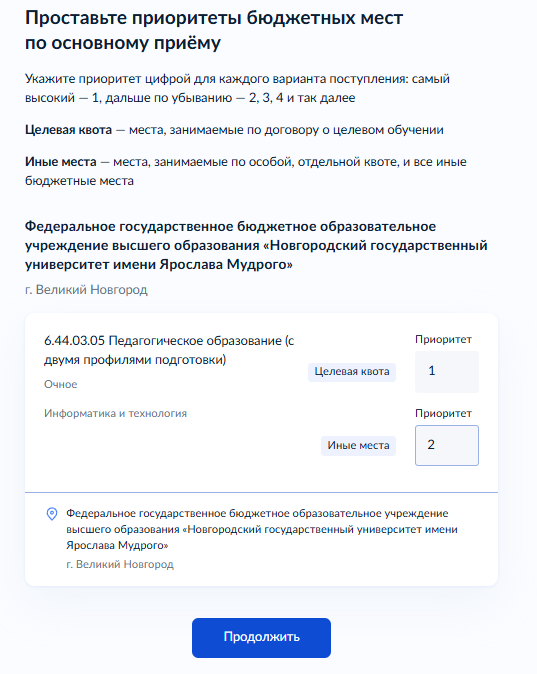 Проставьте приоритеты бюджетных мест
по основному приёму
Укажите приоритет цифрой для каждого варианта поступления: самый
высокий — 1, дальше по убыванию — 2, 3, 4 и так далее
Целевая квота — места, занимаемые по договору о целевом обучении
Иные места — места, занимаемые по особой, отдельной квоте, и все иные
бюджетные места
Федеральное государственное бюджетное образовательное
учреждение высшего образования «Новгородский государственный
университет имени Ярослава Мудрого»
г. Великий Новгород
6.44.03.05 Педагогическое образование (с
двумя профилями подготовки)
Очное
Информатика и технология
Приоритет
Целевая квота
1
Приоритет
Иные места
2
Федеральное государственное бюджетное образовательное учреждение
высшего образования «Новгородский государственный университет имени
Ярослава Мудрого»
г. Великий Новгород
Продолжить